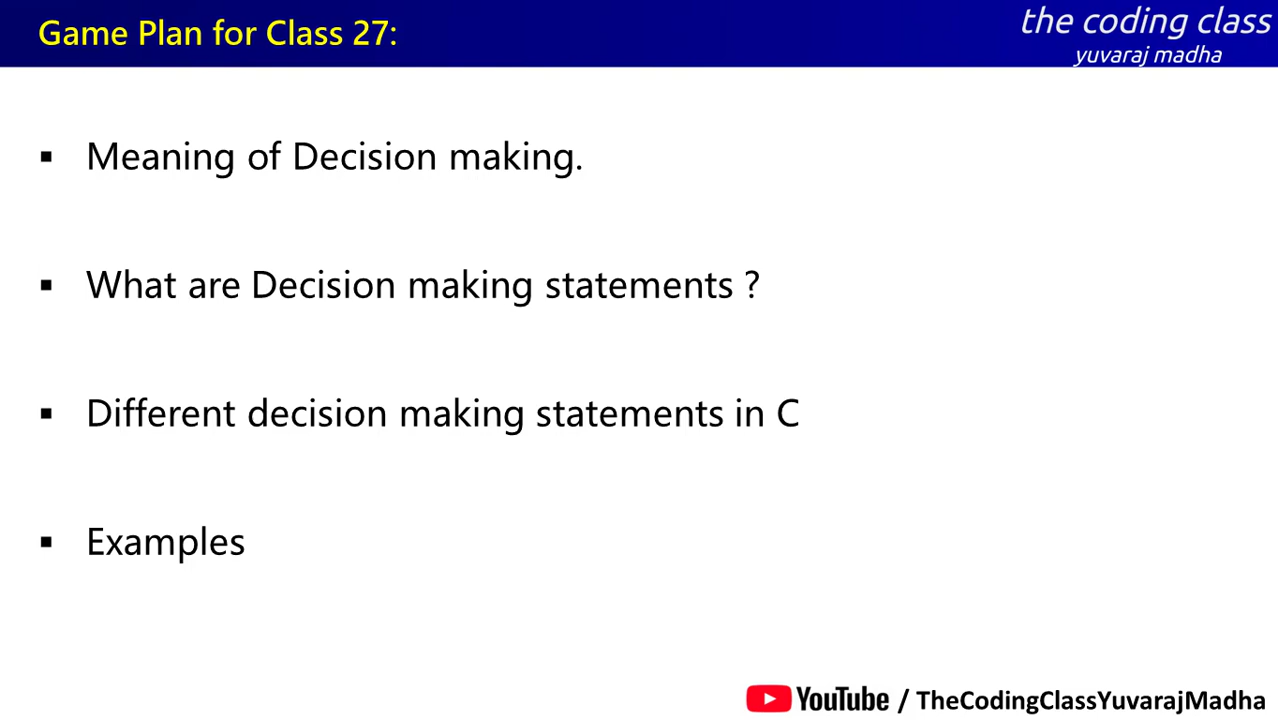 Game Plan for Class 27:
the coding class
yuvaraj madha
▪ Meaning of Decision making.
▪ What are Decision making statements ?
▪ Different decision making statements in C
▪ Examples
YouTube / TheCodingClassYuvarajMadha